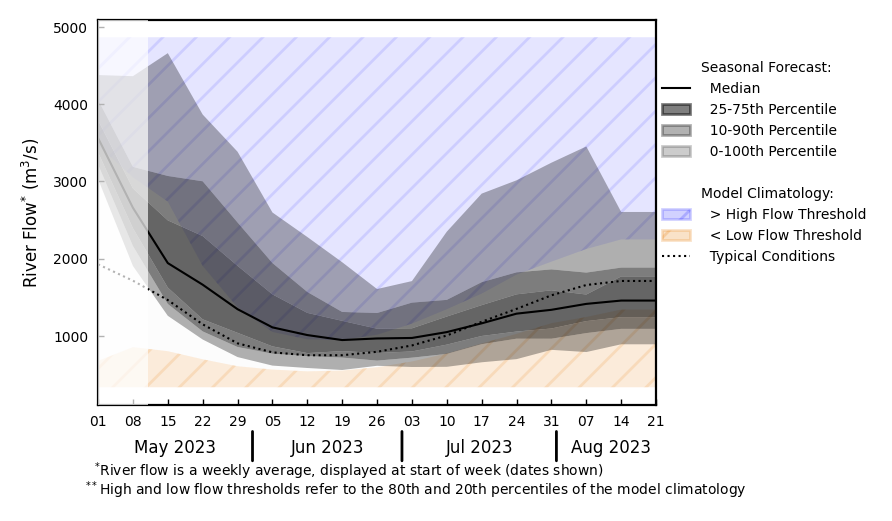 5000
4000
3000
2000
1000
River Flow* (m³/s)
01 08 15 22 29 05 12 19 26 03 10 17 24 31 07 14 21
May 2023 Jun 2023 Jul 2023 Aug 2023
*River flow is a weekly average, displayed at start of week (dates shown)
**High and low flow thresholds refer to the 80th and 20th percentiles of the model climatology
Seasonal Forecast:
Median
25-75th Percentile
10-90th Percentile
0-100th Percentile
Model Climatology:
> High Flow Threshold
< Low Flow Threshold
Typical Conditions